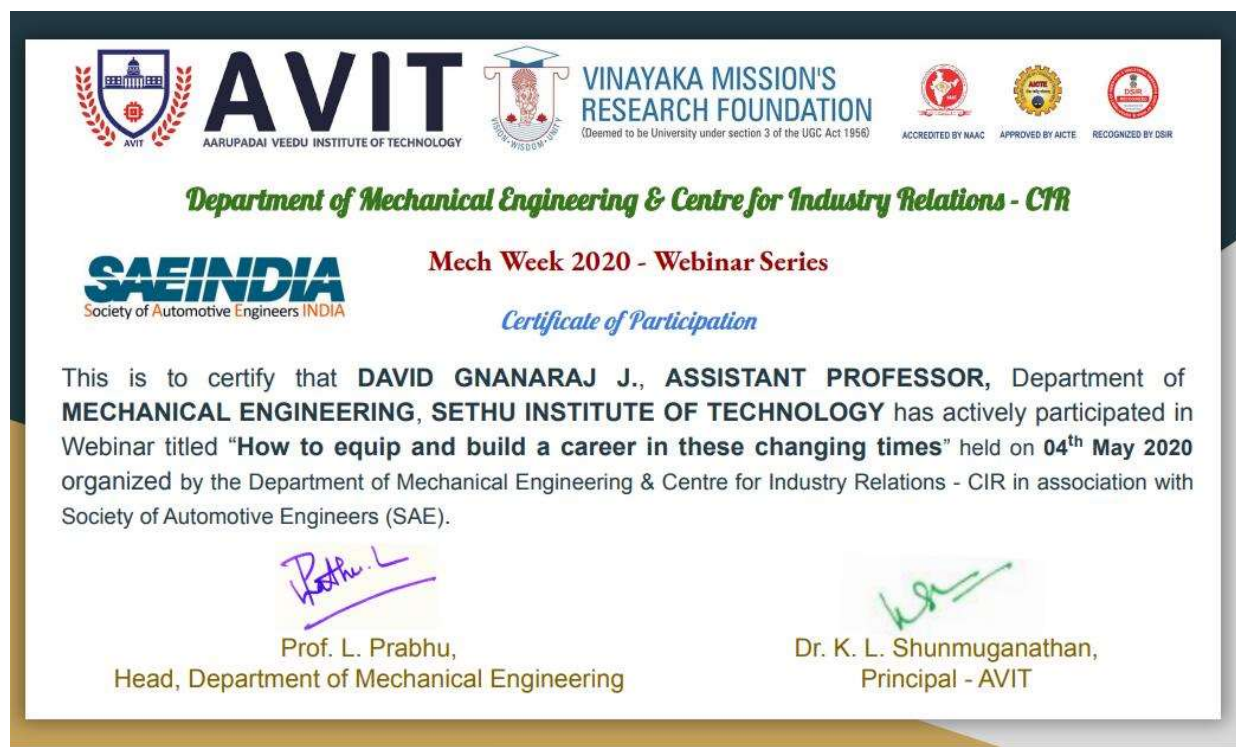 AVIT
AVIT
AARUPADAI VEEDU INSTITUTE OF TECHNOLOGY
VISION-WISDOM-UNITY
VINAYAKA MISSION'S
RESEARCH FOUNDATION
(Deemed to be University under section 3 of the UGC Act 1956)
ACCREDITED BY NAAC
AICTE
APPROVED BY AICTE
DSIR
RECOGNIZED BY DSIR
Department of Mechanical Engineering & Centre for Industry Relations - CIR
SAEINDIA
Society of Automotive Engineers INDIA
Mech Week 2020 - Webinar Series
Certificate of Participation
This is to certify that DAVID GNANARAJ J., ASSISTANT PROFESSOR, Department of
MECHANICAL ENGINEERING, SETHU INSTITUTE OF TECHNOLOGY has actively participated in
Webinar titled “How to equip and build a career in these changing times” held on 04th May 2020
organized by the Department of Mechanical Engineering & Centre for Industry Relations - CIR in association with
Society of Automotive Engineers (SAE).
Prof. L. Prabhu,
Head, Department of Mechanical Engineering
Dr. K. L. Shunmuganathan,
Principal - AVIT